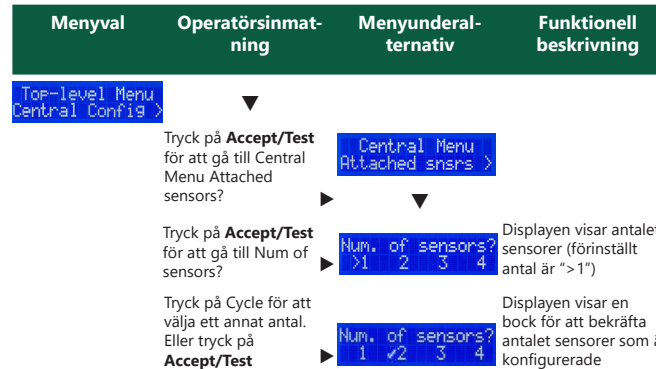 Menyval
Operatörsinmat-
ning
Menyunderal-
ternativ
Funktionell
beskrivning
Top-level Menu
Central Config >
Tryck på Accept/Test
för att gå till Central
Menu Attached
sensors?
Central Menu
Attached snsrs >
Tryck på Accept/Test
för att gå till Num of
sensors?
Num. of sensors?
>1 2 3 4
Displayen visar antalet
sensorer (förinställt
antal är ">1")
Tryck på Cycle för att
välja ett annat antal.
Eller tryck på
Accept/Test
Num. of sensors?
1 ✓2 3 4
Displayen visar en
bock för att bekräfta
antalet sensorer som
konfigurerade